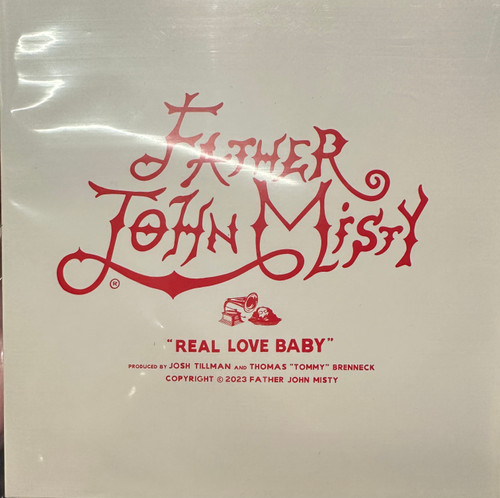 FATHER
JOHN MISTY
®
"REAL LOVE BABY"
PRODUCED BY JOSH TILLMAN AND THOMAS "TOMMY" BRENNECK
COPYRIGHT © 2023 FATHER JOHN MISTY